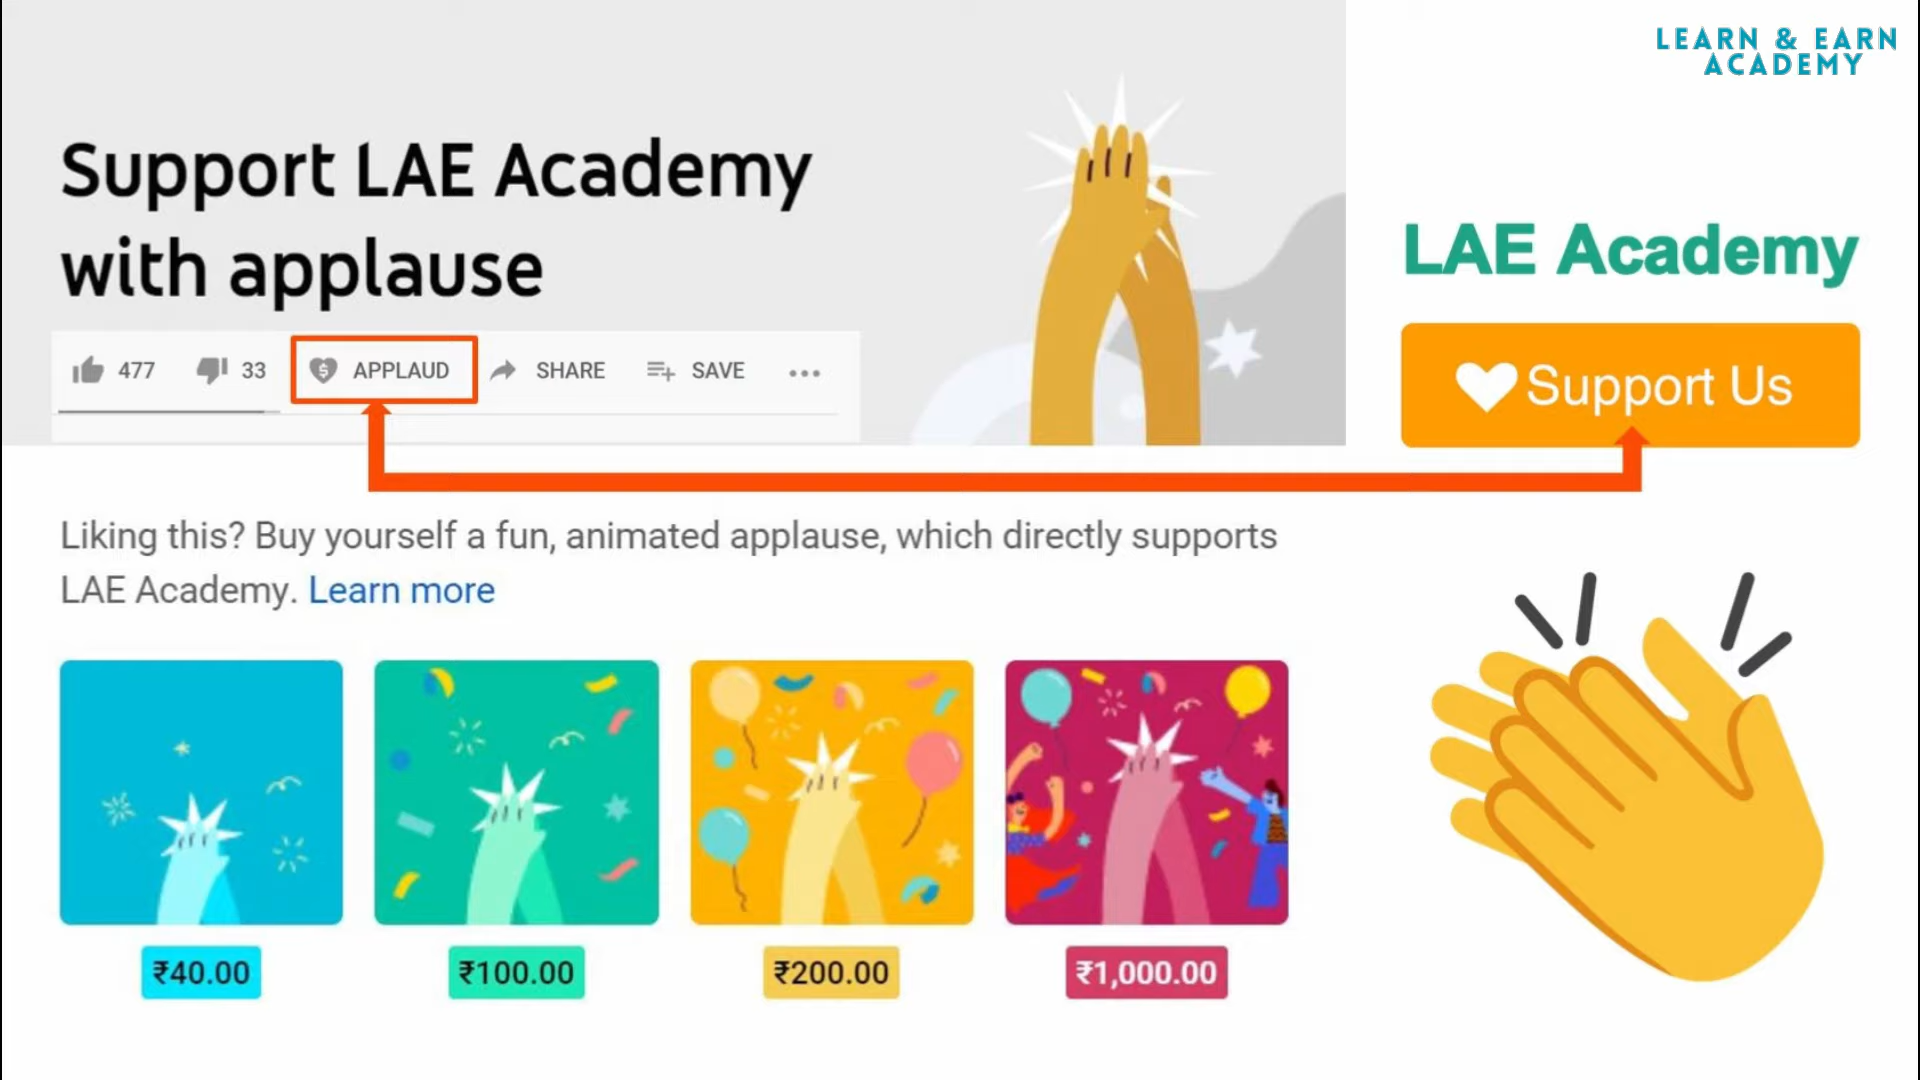 LEARN & EARN
ACADEMY
Support LAE Academy
with applause
477 33 APPLAUD SHARE SAVE
LAE Academy
Support Us
Liking this? Buy yourself a fun, animated applause, which directly supports
LAE Academy. Learn more
₹40.00 ₹100.00 ₹200.00 ₹1,000.00